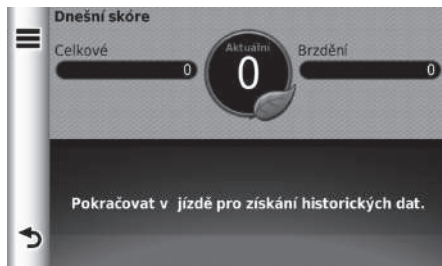 Dnešní skóre
Celkové
0
Aktuální
0
Brzdění
0
Pokračovat v jízdě pro získání historických dat.